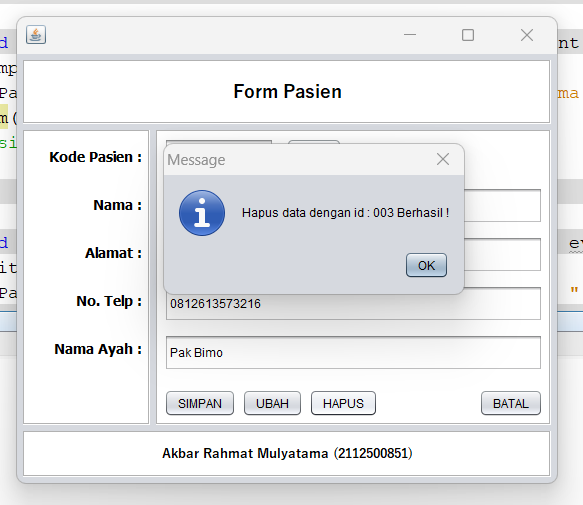 Form Pasien
Kode Pasien :
Message
Nama :
Hapus data dengan id : 003 Berhasil !
Alamat :
OK
No. Telp :
0812613573216
Nama Ayah :
Pak Bimo
SIMPAN
UBAH
HAPUS
BATAL
Akbar Rahmat Mulyatama (2112500851)